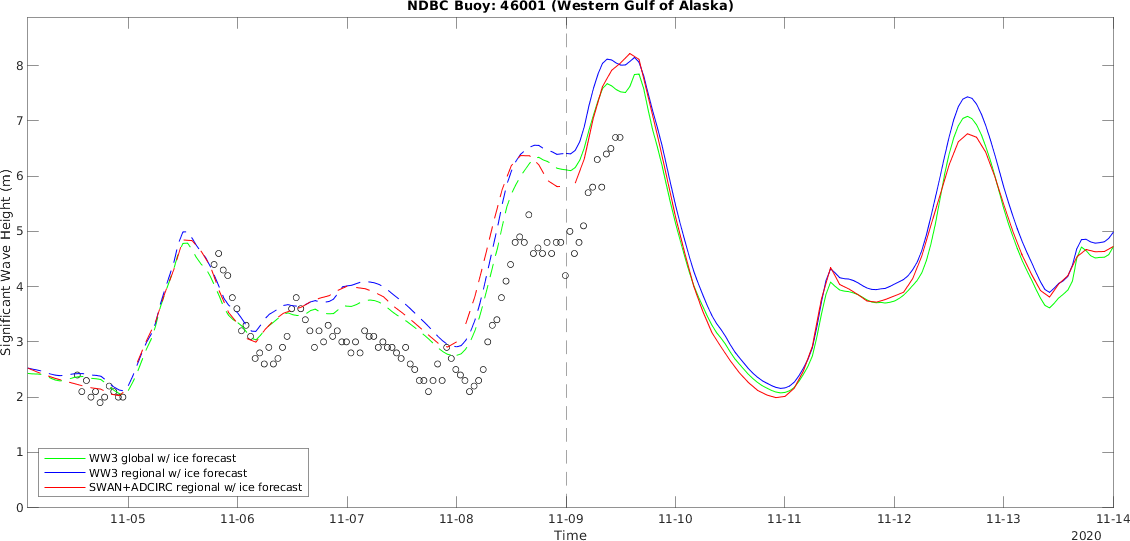 NDBC Buoy: 46001 (Western Gulf of Alaska)
8
7
6
5
4
3
2
1
0
Significant Wave Height (m)
WW3 global w/ ice forecast
WW3 regional w/ ice forecast
SWAN+ADCIRC regional w/ ice forecast
11-05 11-06 11-07 11-08 11-09 11-10 11-11 11-12 11-13 11-14
Time
2020